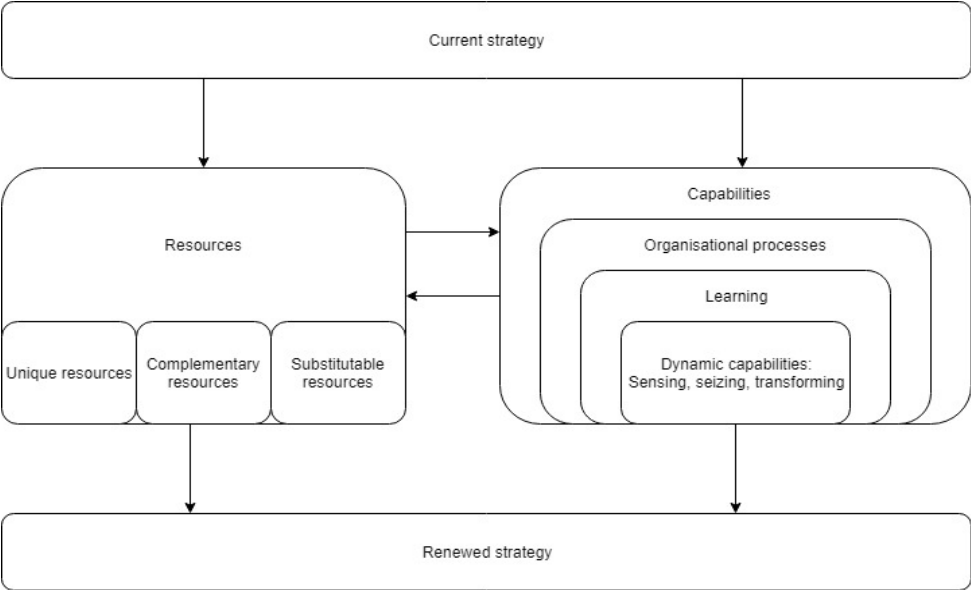 Current strategy
Resources
Unique resources
Complementary
resources
Substitutable
resources
Capabilities
Organisational processes
Learning
Dynamic capabilities:
Sensing, seizing, transforming
Renewed strategy